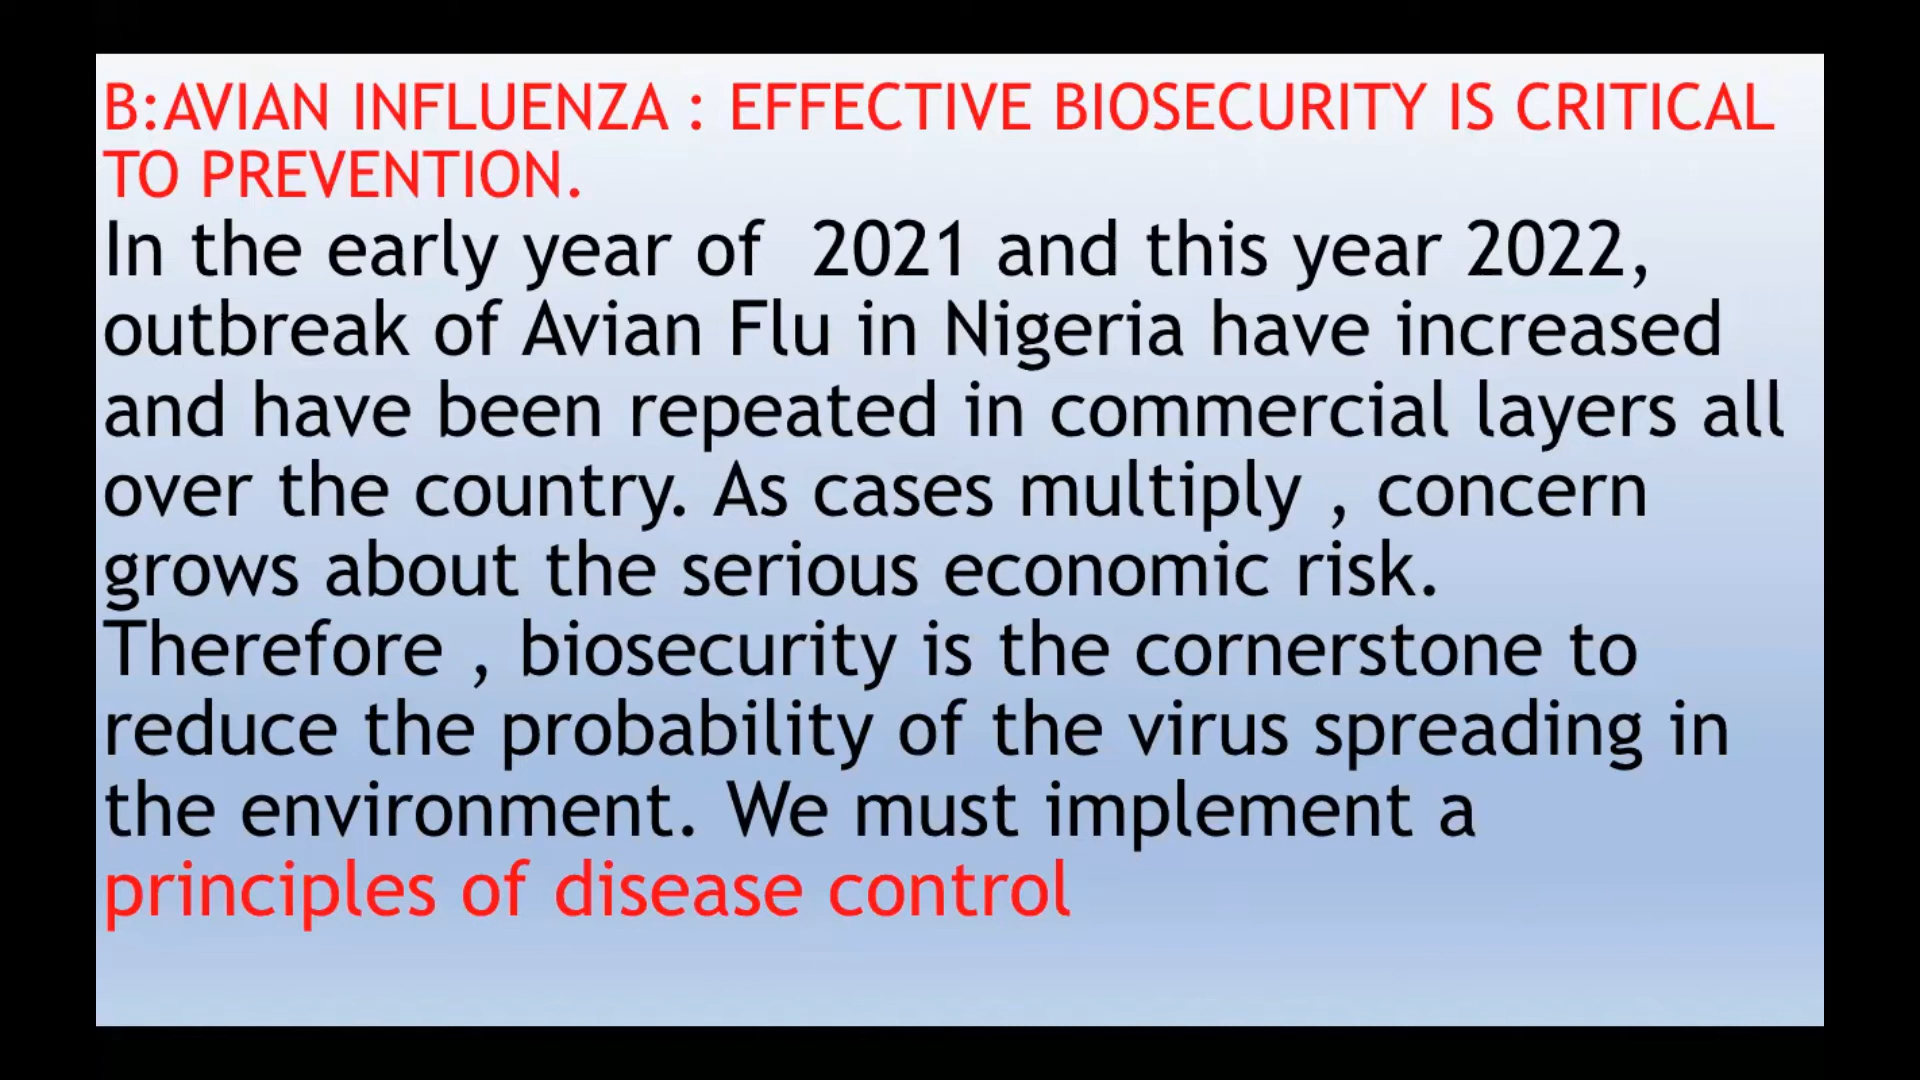 B:AVIAN INFLUENZA : EFFECTIVE BIOSECURITY IS CRITICAL
TO PREVENTION.
In the early year of  2021 and this year 2022,
outbreak of Avian Flu in Nigeria have increased
and have been repeated in commercial layers all
over the country. As cases multiply , concern
grows about the serious economic risk.
Therefore , biosecurity is the cornerstone to
reduce the probability of the virus spreading in
the environment. We must implement a
principles of disease control